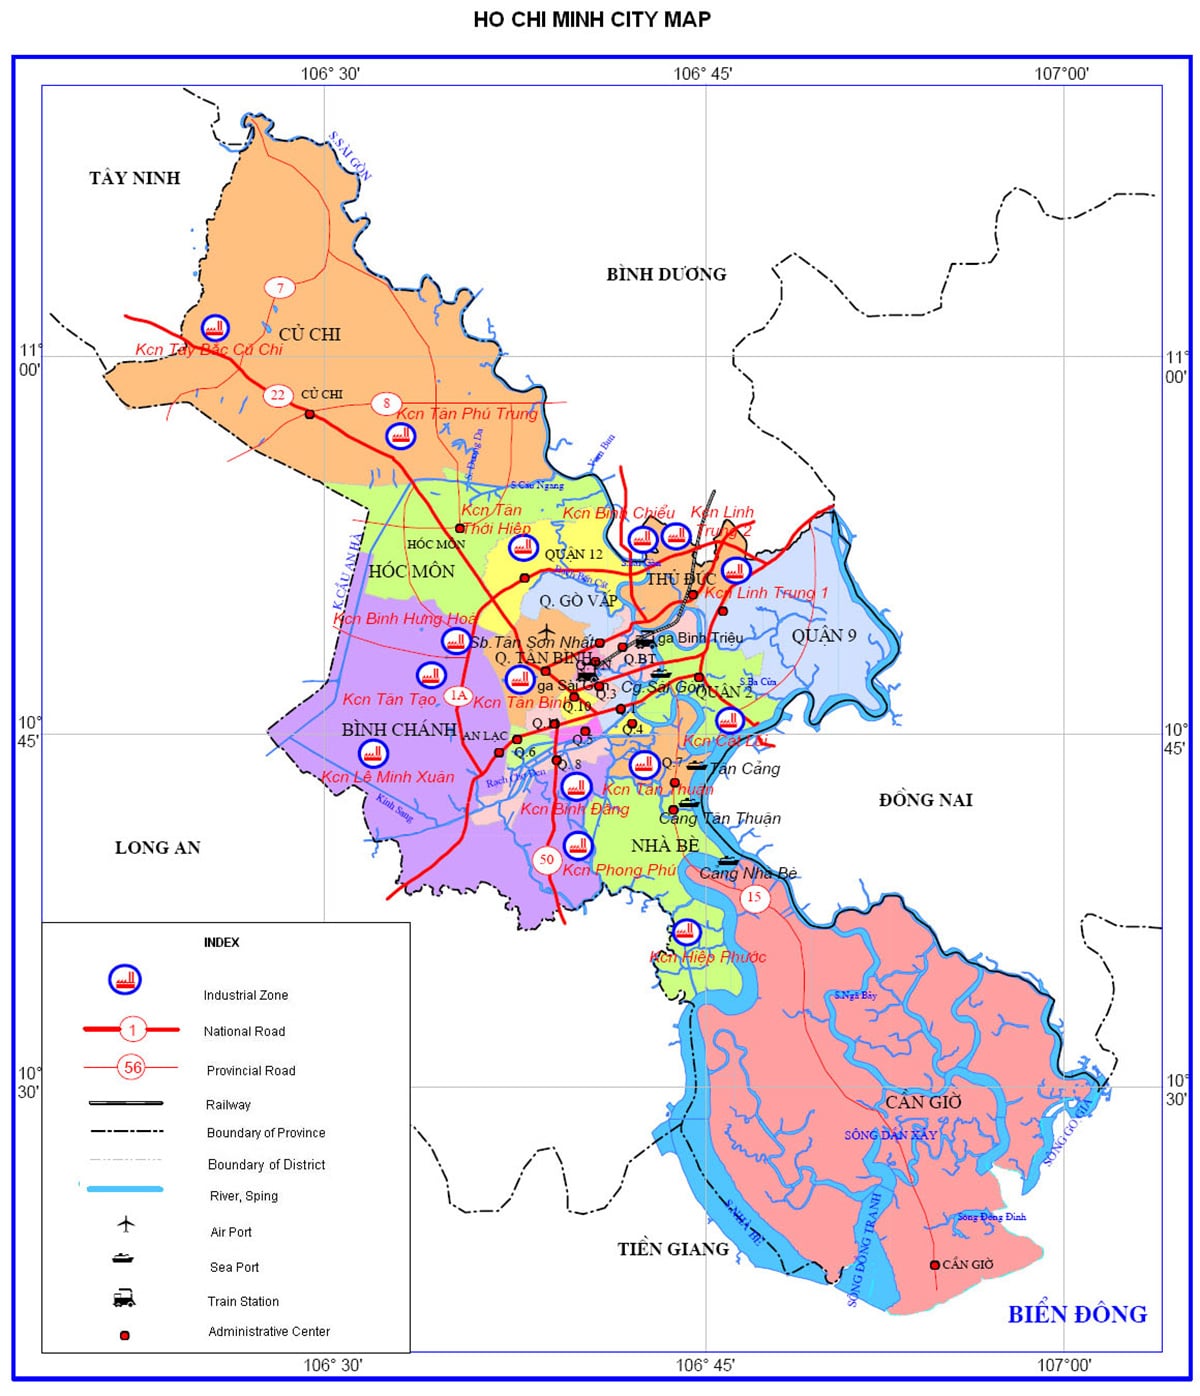 HO CHI MINH CITY MAP
106° 30'
106° 45'
107° 00'
S.SÀI GÒN
TÂY NINH
BÌNH DƯƠNG
7
CỦ CHI
Kcn Tây Bắc Củ Chi
11°
00'
11°
00'
22
CỦ CHI
8
Kcn Tân Phú Trung
S.Cầu Ngang
Kcn Tân
Thới Hiệp
Kcn Bình Chiểu
Kcn Linh
Trung 2
HÓC MÔN
QUẬN 12
K.CẦU AN HẠ
HÓC MÔN
THỦ ĐỨC
Kcn Linh Trung 1
Q. GÒ VẤP
Kcn Bình Hưng Hoà
Sb.Tân Sơn Nhất
ga Bình Triệu
QUẬN 9
Q. TÂN BÌNH
Q.BT
Kcn Tân Tạo
1A
Kcn Tân Bình
ga Sài Gòn
Q.3
Cg.Sài Gòn
QUẬN 2
Q.10
BÌNH CHÁNH
AN LẠC
Q.5
Q.4
Kcn Cát Lái
10°
45'
10°
45'
Q.6
Q. 8
Q.7
Tân Cảng
Kcn Lê Minh Xuân
Kcn Tân Thuận
Kcn Bình Đăng
Cảng Tân Thuận
ĐỒNG NAI
LONG AN
NHÀ BÈ
50
Kcn Phong Phú
Cảng Nhà Bè
15
Kcn Hiệp Phước
S.Ngã Bảy
INDEX
Industrial Zone
1
National Road
56
Provincial Road
Railway
Boundary of Province
Boundary of District
River, Sping
Air Port
Sea Port
Train Station
Administrative Center
10°
30'
10°
30'
CẦN GIỜ
SÔNG DẦN XÂY
SÔNG GÒ GIA
S.NHÀ BÈ
SÔNG ĐỒNG TRANH
Sông Đồng Đình
TIỀN GIANG
CẦN GIỜ
BIỂN ĐÔNG
106° 30'
106° 45'
107° 00'